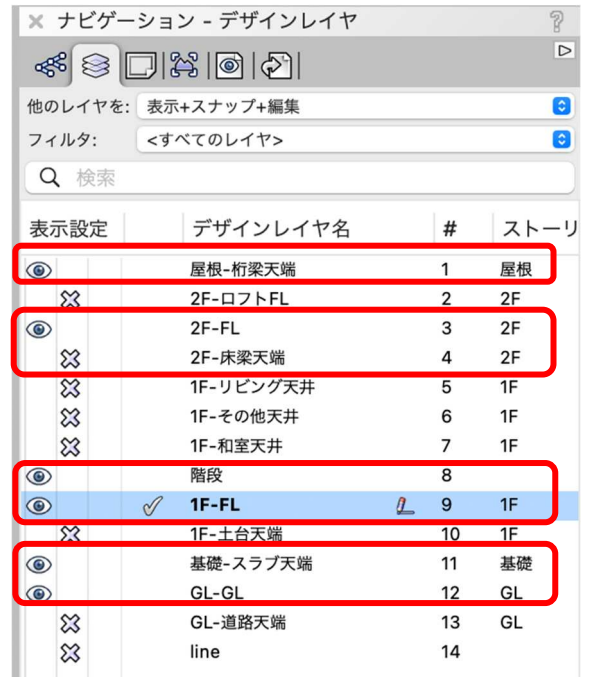 × ナビゲーション - デザインレイヤ ?
他のレイヤを: 表示+スナップ+編集
フィルタ: <すべてのレイヤ>
検索
表示設定 デザインレイヤ名 # ストーリ
屋根-桁梁天端 1 屋根
2F-ロフトFL 2 2F
2F-FL 3 2F
2F-床梁天端 4 2F
1F-リビング天井 5 1F
1F-その他天井 6 1F
1F-和室天井 7 1F
階段 8
1F-FL 9 1F
1F-土台天端 10 1F
基礎-スラブ天端 11 基礎
GL-GL 12 GL
GL-道路天端 13 GL
line 14